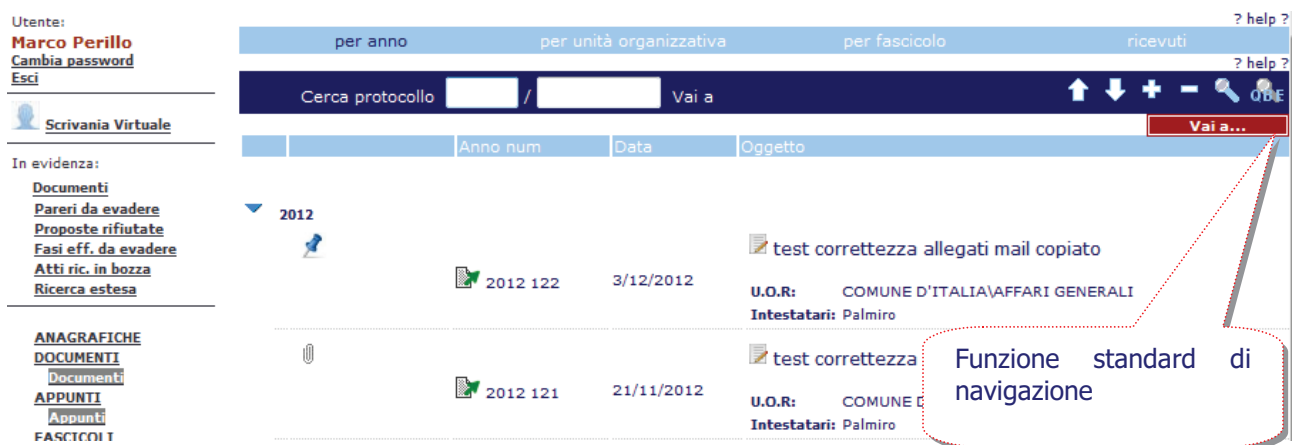 Utente:
Marco Perillo
Cambia password
Esci
Scrivania Virtuale
In evidenza:
Documenti
Pareri da evadere
Proposte rifiutate
Fasi eff. da evadere
Atti ric. in bozza
Ricerca estesa
ANAGRAFICHE
DOCUMENTI
Documenti
APPUNTI
Appunti
FASCICOLI
? help ?
per anno per unità organizzativa per fascicolo ricevuti
? help ?
Cerca protocollo / Vai a
QBE
Vai a...
Anno num Data Oggetto
2012
test correttezza allegati mail copiato
2012 122 3/12/2012
U.O.R: COMUNE D'ITALIA\AFFARI GENERALI
Intestatari: Palmiro
test correttezza
2012 121 21/11/2012
U.O.R: COMUNE D
Intestatari: Palmiro
Funzione standard di
navigazione